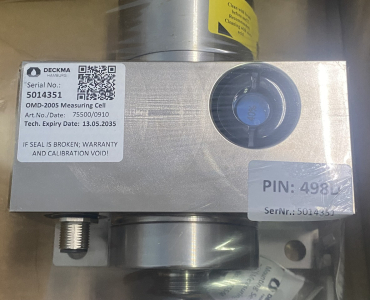 DECKMA
HAMBURG
Serial No.:
5014351
OMD-2005 Measuring Cell
Art.No./Date: 75500/0910
Tech. Expiry Date: 13.05.2035
IF SEAL IS BROKEN; WARRANTY
AND CALIBRATION VOID!
PIN: 498D
SerNr.: 5014351